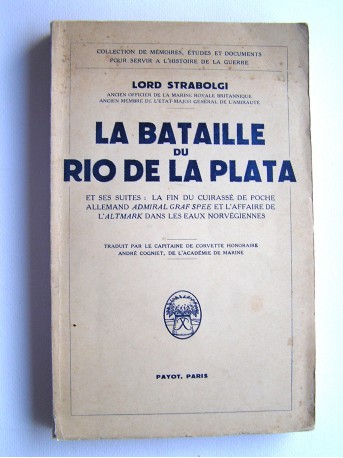 COLLECTION DE MÉMOIRES, ÉTUDES ET DOCUMENTS
POUR SERVIR A L'HISTOIRE DE LA GUERRE
LORD STRABOLGI
ANCIEN OFFICIER DE LA MARINE ROYALE BRITANNIQUE
ANCIEN MEMBRE DE L'ÉTAT-MAJOR GÉNÉRAL DE L'AMIRAUTÉ
LA BATAILLE
DU
RIO DE LA PLATA
ET SES SUITES : LA FIN DU CUIRASSÉ DE POCHE
ALLEMAND ADMIRAL GRAF SPEE ET L'AFFAIRE DE
L'ALTMARK DANS LES EAUX NORVÉGIENNES
TRADUIT PAR LE CAPITAINE DE CORVETTE HONORAIRE
ANDRÉ COGNIET, DE L'ACADÉMIE DE MARINE
PAYOT, PARIS